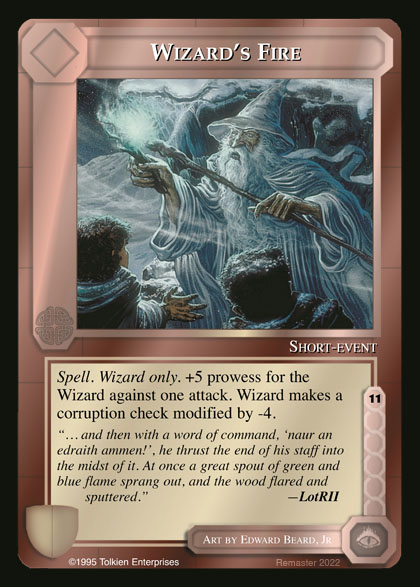 Wizard's Fire
Short-event
Spell. Wizard only. +5 prowess for the
Wizard against one attack. Wizard makes a
corruption check modified by -4.
11
“… and then with a word of command, ‘naur an
edraith ammen!’, he thrust the end of his staff into
the midst of it. At once a great spout of green and
blue flame sprang out, and the wood flared and
sputtered.” –LotRII
Art by Edward Beard, Jr
©1995 Tolkien Enterprises
Remaster 2022